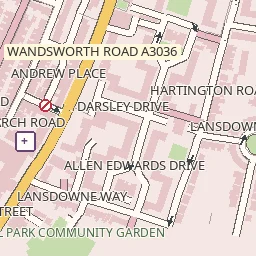 WANDSWORTH ROAD A3036
ANDREW PLACE
HARTINGTON ROA
D
DARSLEY DRIVE
RCH ROAD
LANSDOWNE
ALLEN EDWARDS DRIVE
LANSDOWNE WAY
STREET
L PARK COMMUNITY GARDEN